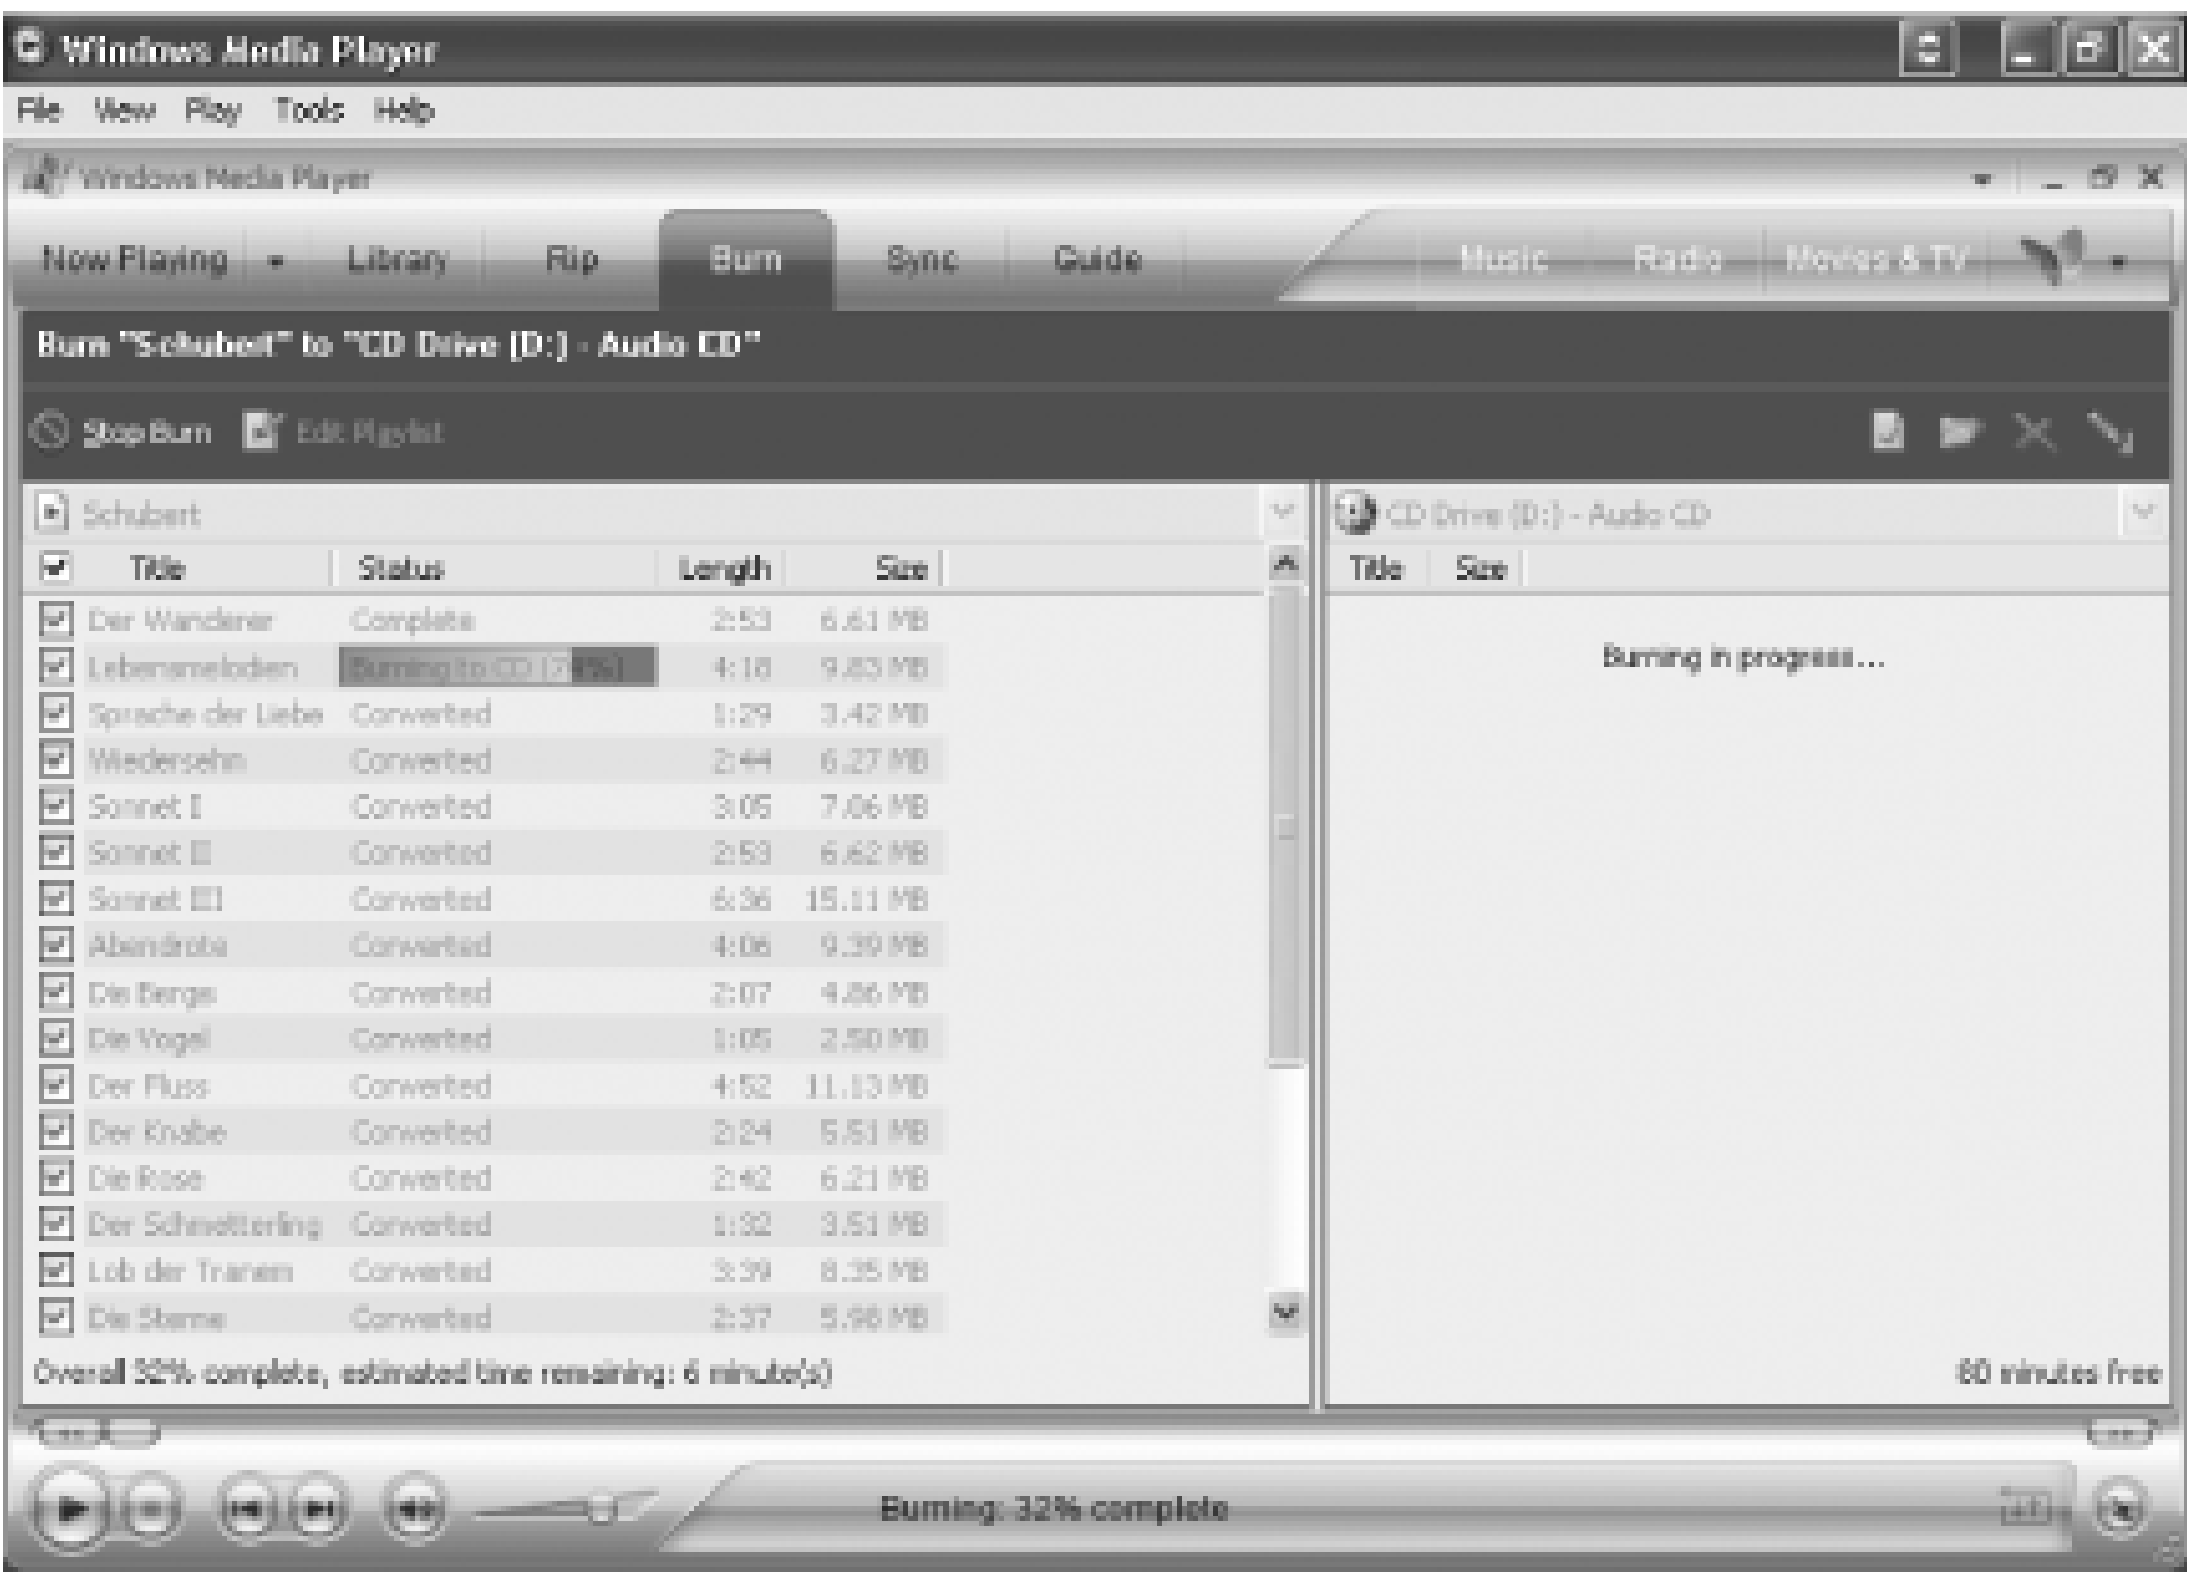 Windows Media Player
File View Play Tools Help
Windows Media Player
Now Playing Library Rip Burn Sync Guide Music Radio Movies & TV
Burn "Schubert" to "CD Drive (D:) - Audio CD"
Stop Burn Edit Playlist
Schubert CD Drive (D:) - Audio CD
Title Status Length Size Title Size
Der Wanderer Complete 2:53 6.61 MB
Burning in progress...
Lebensmelodien Burning to CD 4:18 9.83 MB
Sprache der Liebe Converted 1:29 3.42 MB
Wiedersehn Converted 2:44 6.27 MB
Sonnet I Converted 3:05 7.06 MB
Sonnet II Converted 2:53 6.62 MB
Sonnet III Converted 6:36 15.11 MB
Abendrote Converted 4:06 9.39 MB
Die Berge Converted 2:07 4.86 MB
Die Vogel Converted 1:05 2.50 MB
Der Fluss Converted 4:52 11.13 MB
Der Knabe Converted 2:24 5.51 MB
Die Rose Converted 2:42 6.21 MB
Der Schmetterling Converted 1:32 3.51 MB
Lob der Tranen Converted 3:39 8.35 MB
Die Sterne Converted 2:37 5.98 MB
Overall 32% complete, estimated time remaining: 6 minute(s) 80 minutes free
Burning: 32% complete